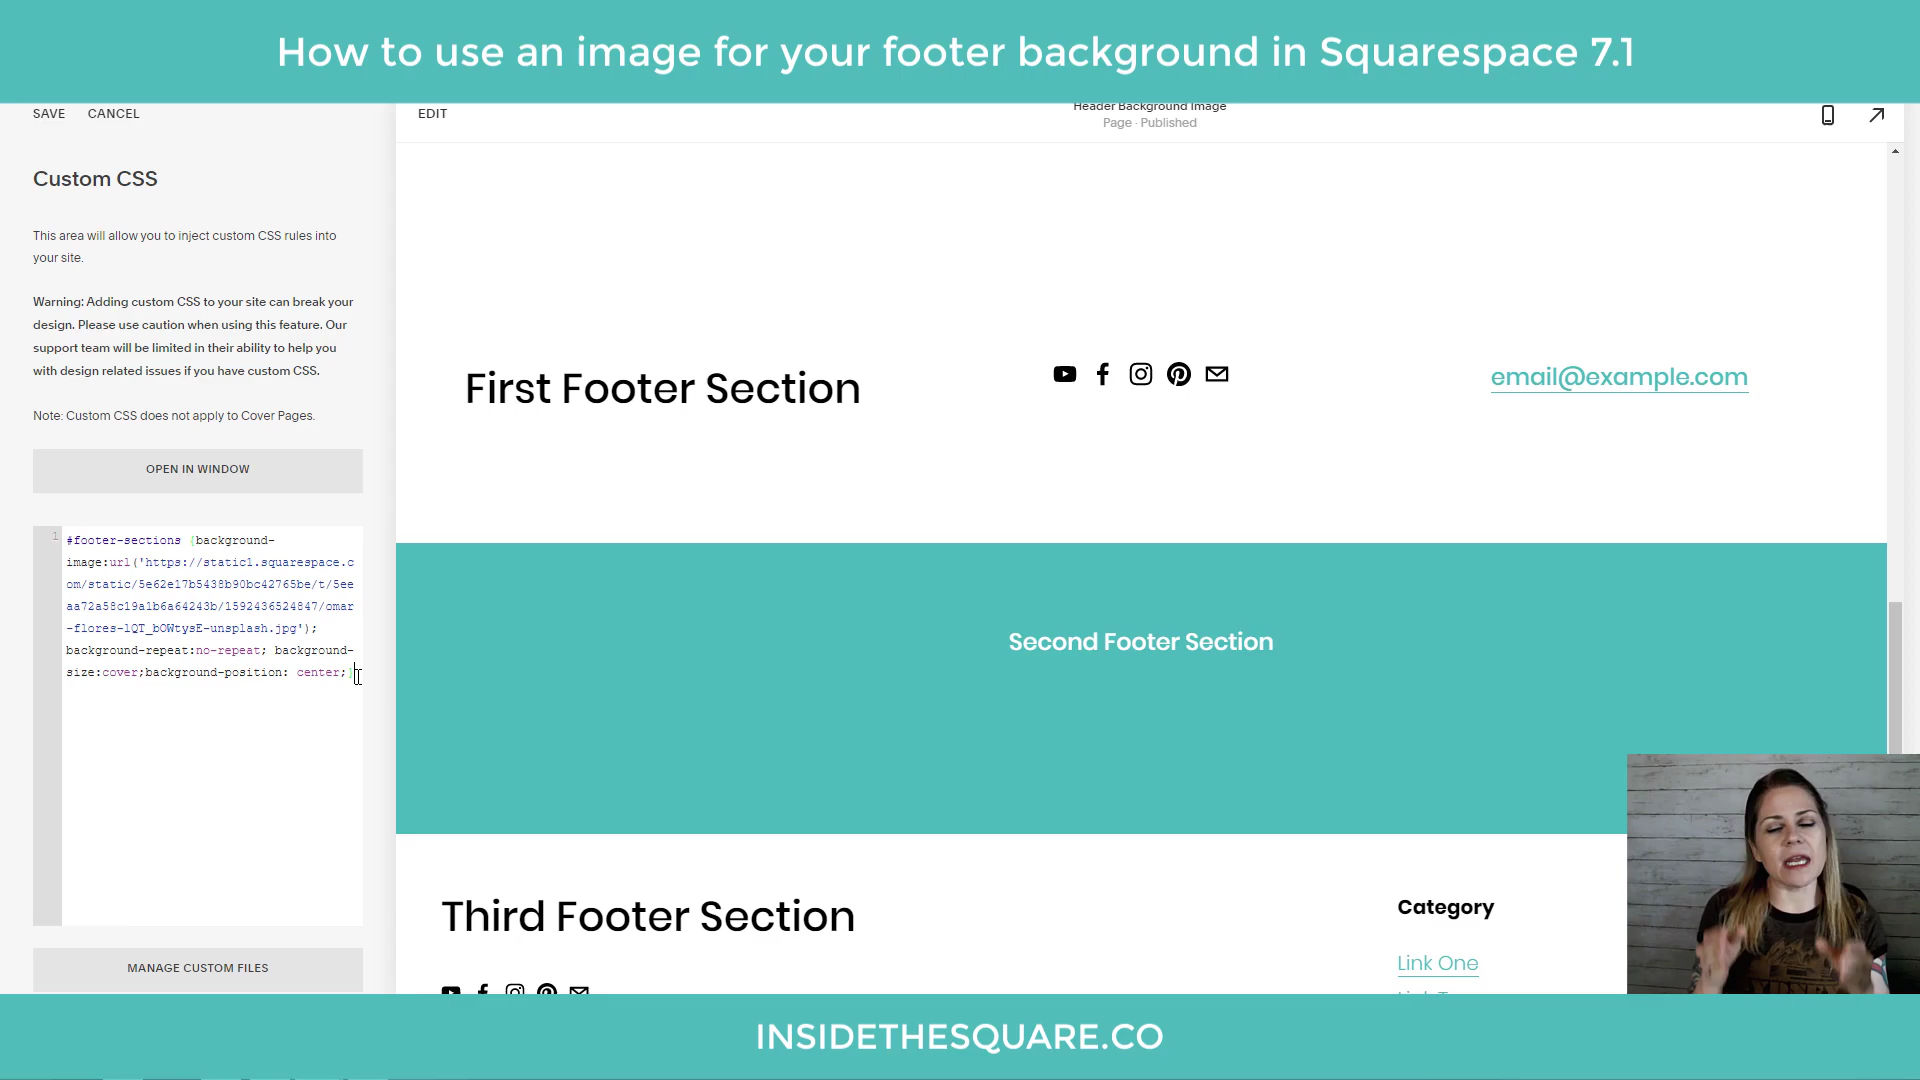 How to use an image for your footer background in Squarespace 7.1
SAVE CANCEL
EDIT
Header Background Image
Page · Published
Custom CSS
This area will allow you to inject custom CSS rules into
your site.
Warning: Adding custom CSS to your site can break your
design. Please use caution when using this feature. Our
support team will be limited in their ability to help you
with design related issues if you have custom CSS.
Note: Custom CSS does not apply to Cover Pages.
OPEN IN WINDOW
1
#footer-sections {background-
image:url('https://static1.squarespace.c
om/static/5e62e17b5438b90bc42765be/t/5ee
aa72a58c19a1b6a64243b/1592436524847/omar
-flores-lQT_bOWtysE-unsplash.jpg');
background-repeat:no-repeat; background-
size:cover;background-position: center;}
MANAGE CUSTOM FILES
First Footer Section
email@example.com
Second Footer Section
Third Footer Section
Category
Link One
INSIDETHESQUARE.CO